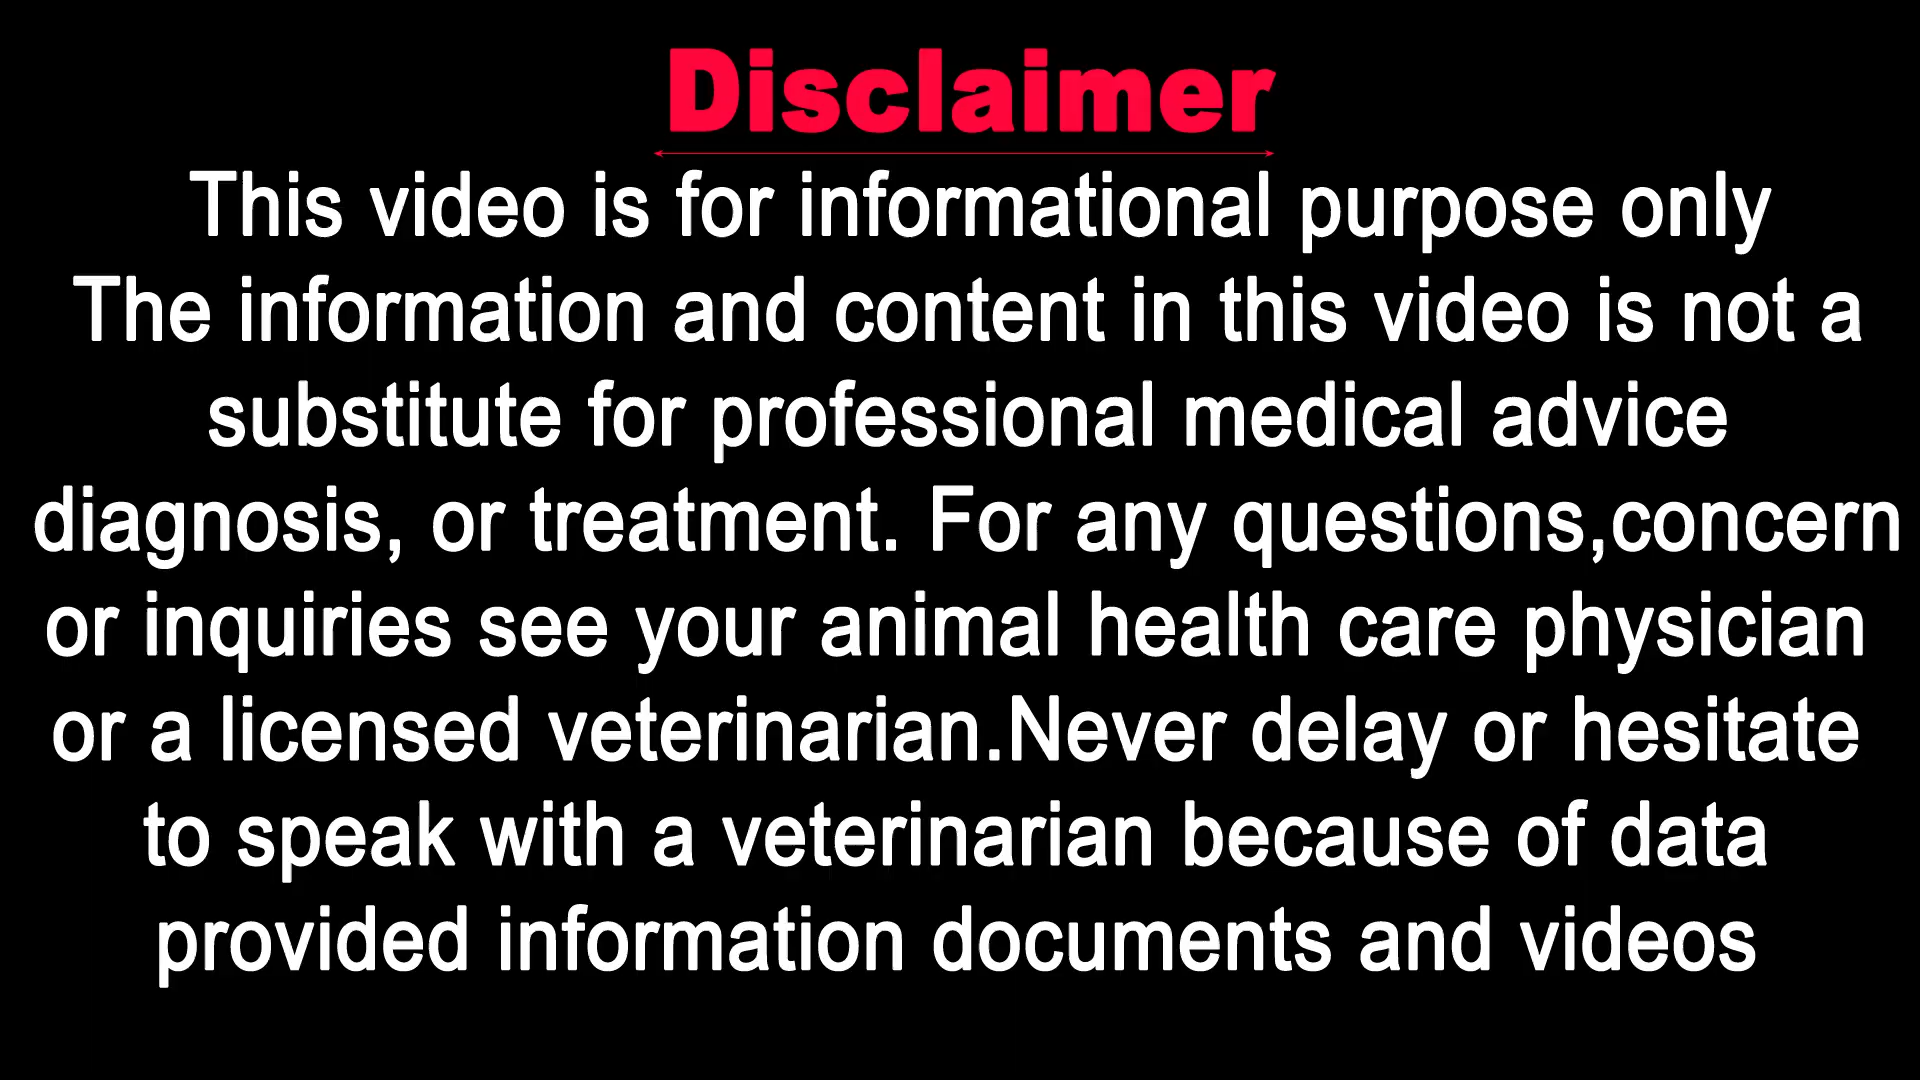 Disclaimer
This video is for informational purpose only
The information and content in this video is not a
substitute for professional medical advice
diagnosis, or treatment. For any questions,concern
or inquiries see your animal health care physician
or a licensed veterinarian.Never delay or hesitate
to speak with a veterinarian because of data
provided information documents and videos